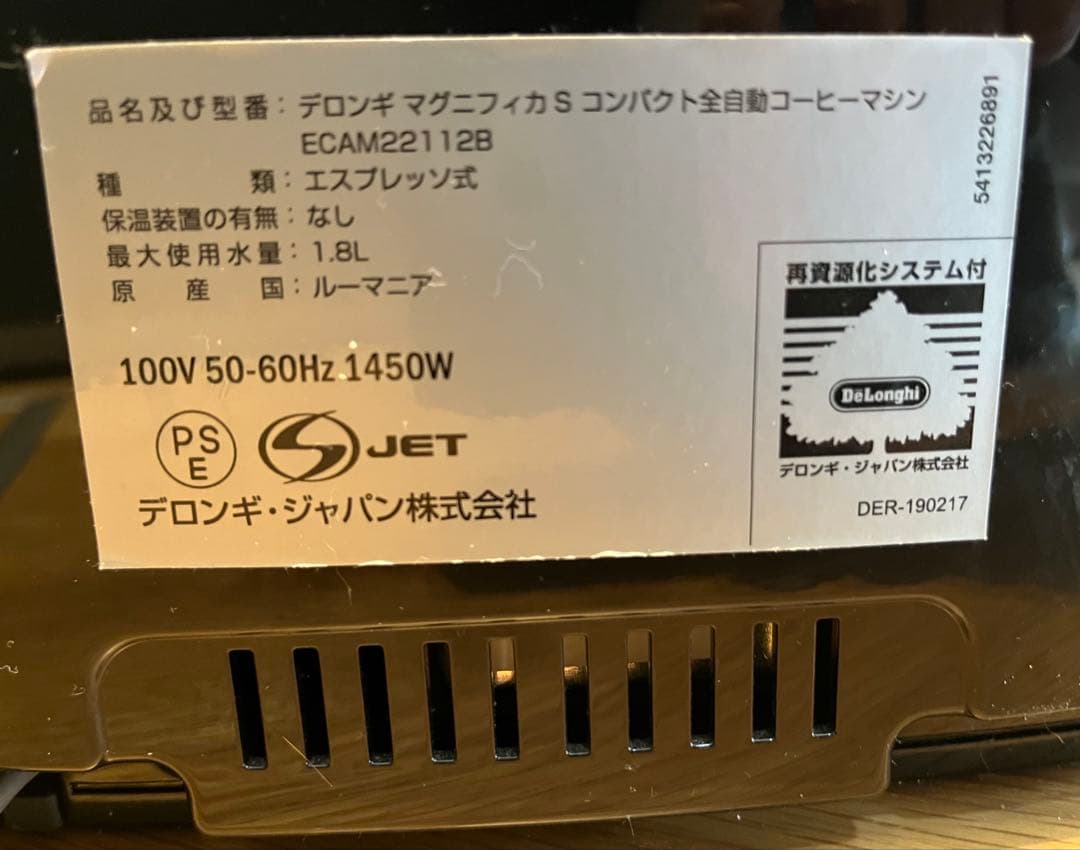 品名及び型番：デロンギ マグニフィカ S コンパクト全自動コーヒーマシン
ECAM22112B
種類：エスプレッソ式
保温装置の有無：なし
最大使用水量：1.8L
原産国：ルーマニア
100V 50-60Hz 1450W
PSE
JET
デロンギ・ジャパン株式会社
5413226891
再資源化システム付
DeLonghi
デロンギ・ジャパン株式会社
DER-190217